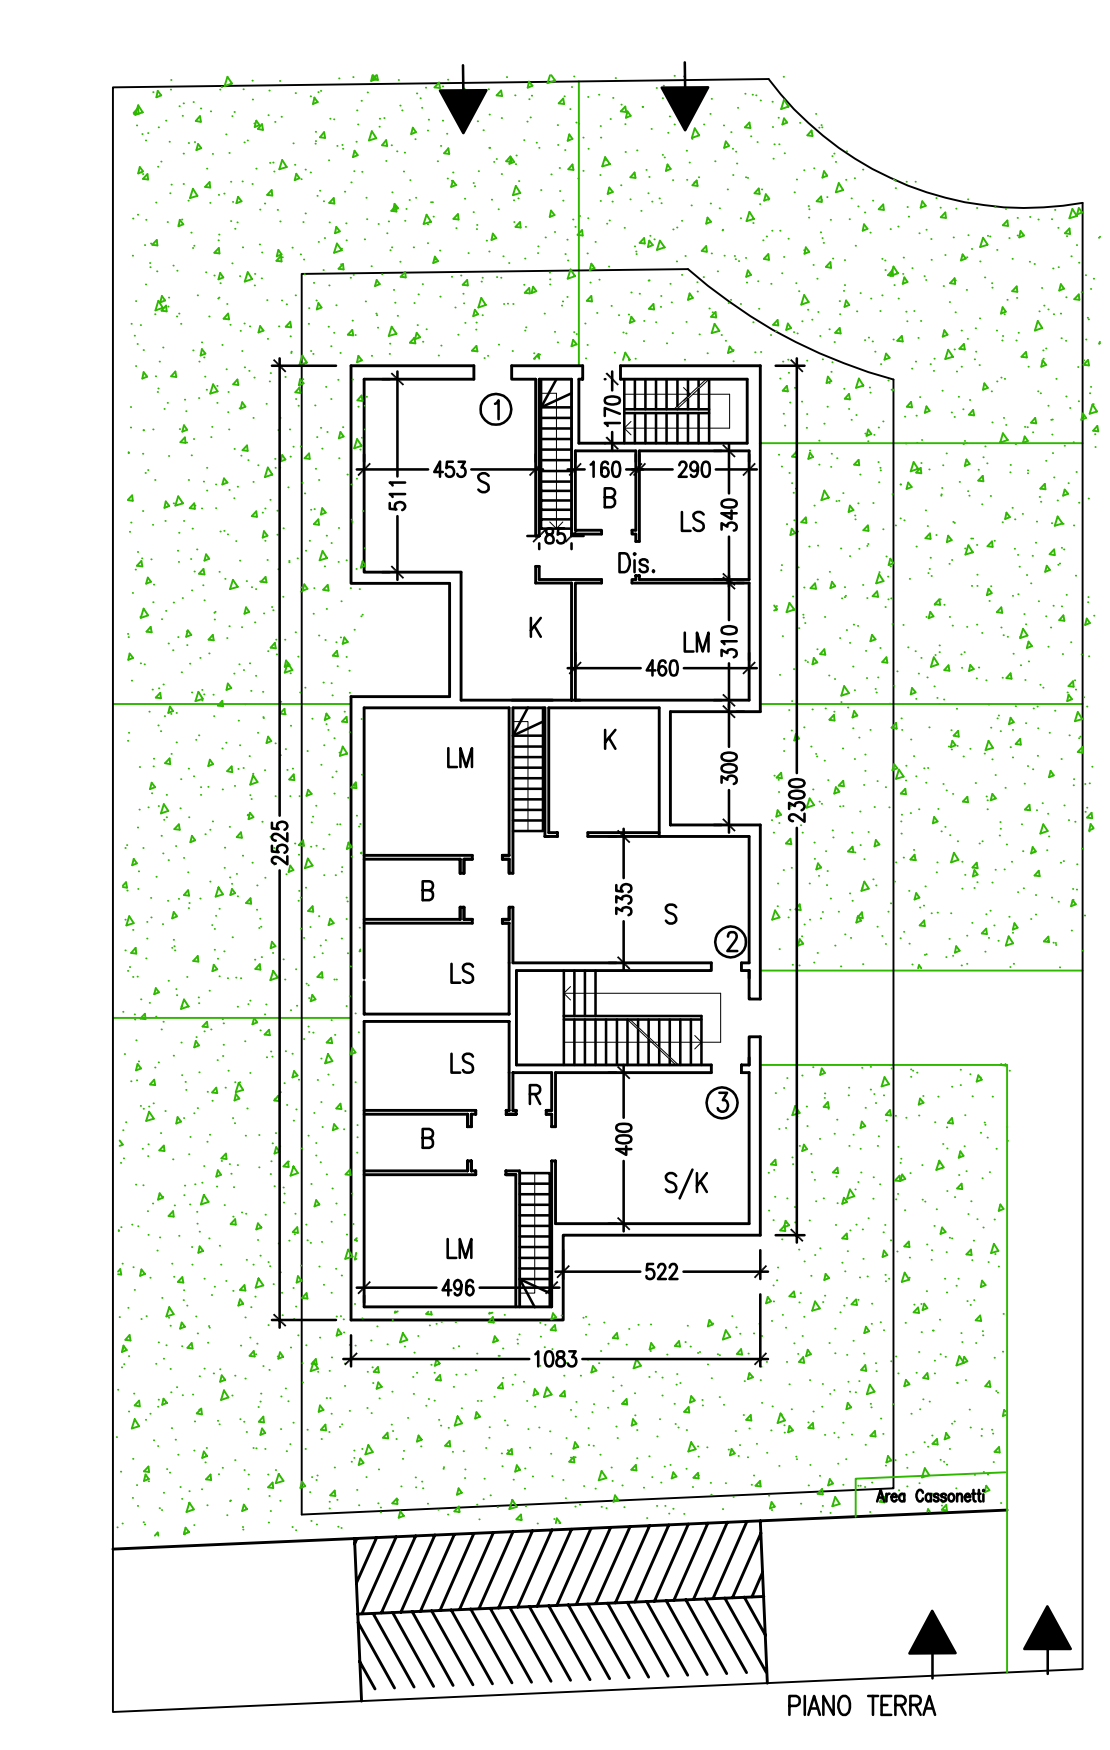 1
170
453
S
160
290
511
B
LS
340
85
Dis.
K
LM
310
460
LM
K
300
2300
2525
B
335
S
2
LS
LS
R
3
B
400
S/K
LM
522
496
1083
Area Cassonetti
PIANO TERRA